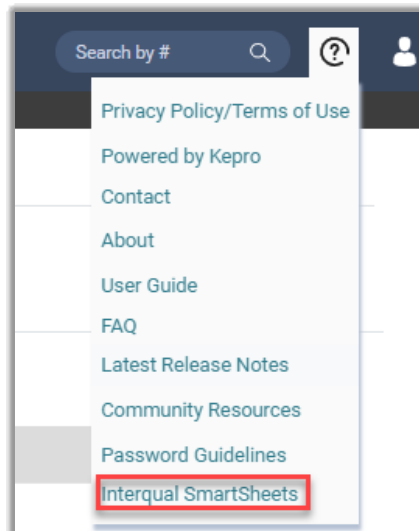 Search by #
Privacy Policy/Terms of Use
Powered by Kepro
Contact
About
User Guide
FAQ
Latest Release Notes
Community Resources
Password Guidelines
Interqual SmartSheets